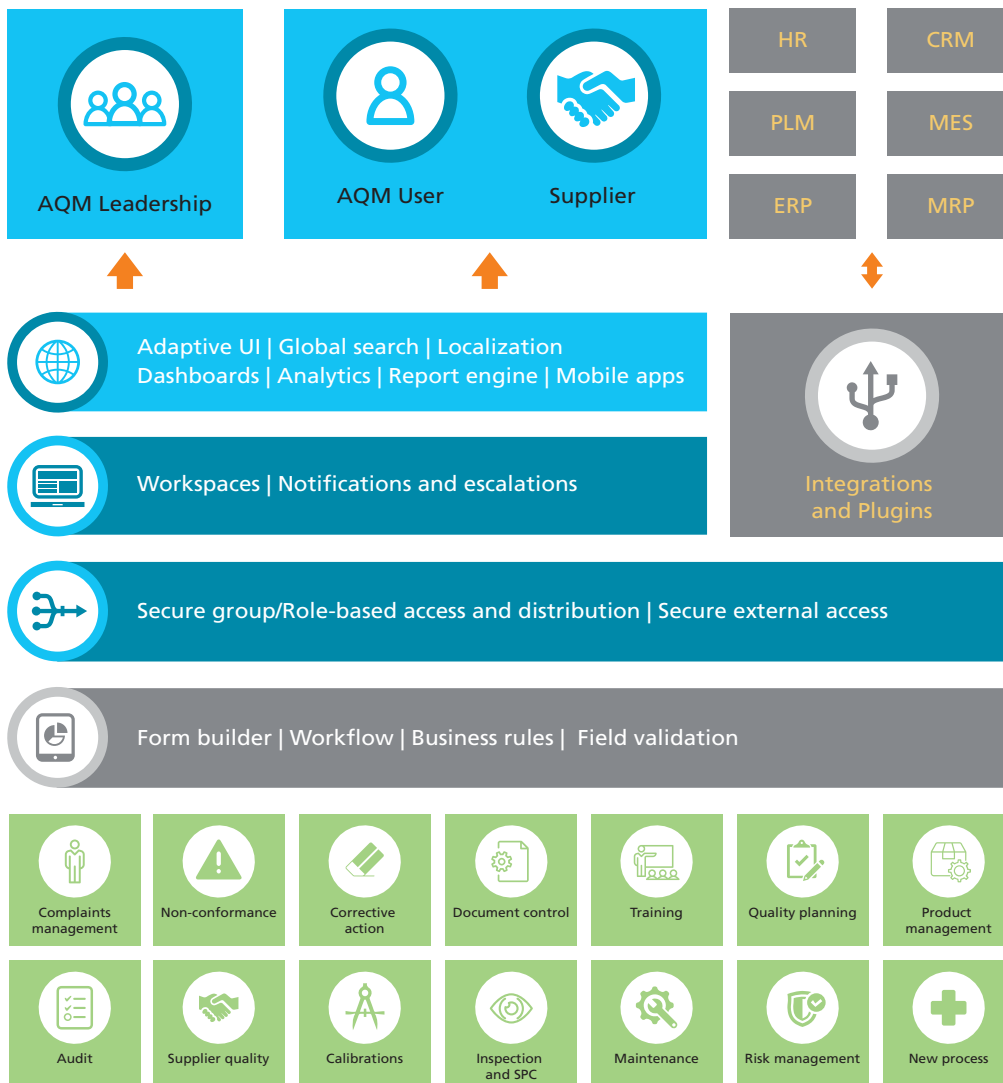 AQM Leadership
AQM User
Supplier
HR
CRM
PLM
MES
ERP
MRP
Adaptive UI | Global search | Localization
Dashboards | Analytics | Report engine | Mobile apps
Integrations
and Plugins
Workspaces | Notifications and escalations
Secure group/Role-based access and distribution | Secure external access
Form builder | Workflow | Business rules | Field validation
Complaints
management
Non-conformance
Corrective
action
Document control
Training
Quality planning
Product
management
Audit
Supplier quality
Calibrations
Inspection
and SPC
Maintenance
Risk management
New process